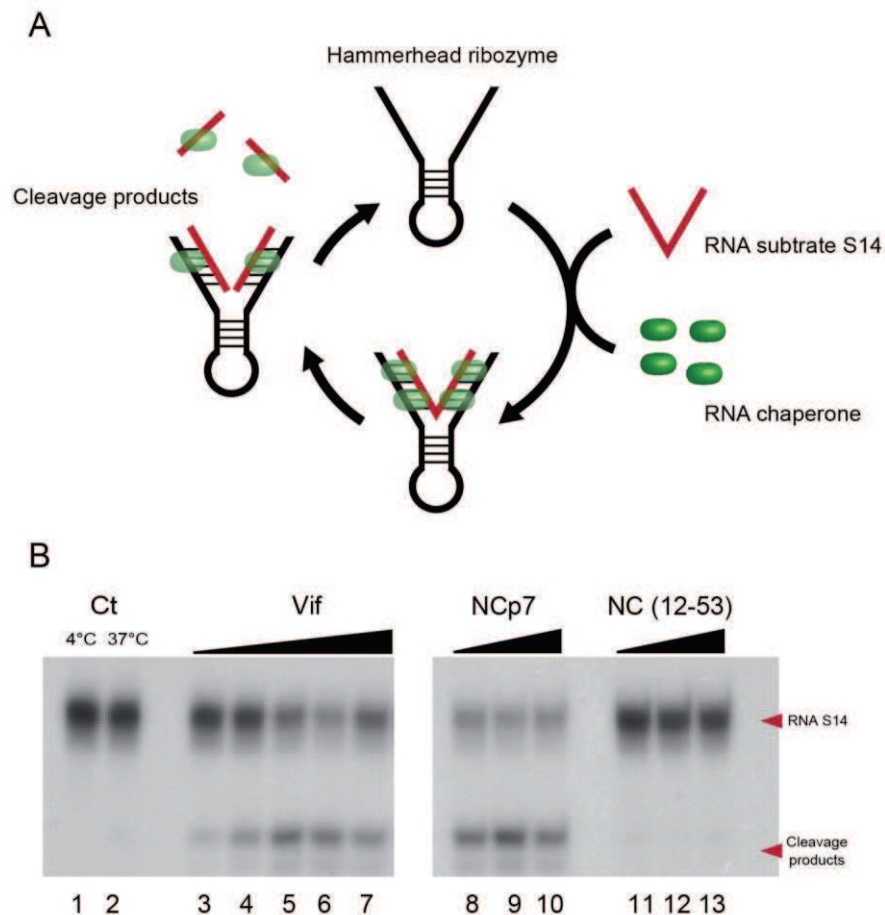 A
Hammerhead ribozyme
Cleavage products
RNA subtrate S14
RNA chaperone
B
Ct Vif NCp7 NC (12-53)
4°C 37°C
RNA S14
Cleavage
products
1 2 3 4 5 6 7 8 9 10 11 12 13